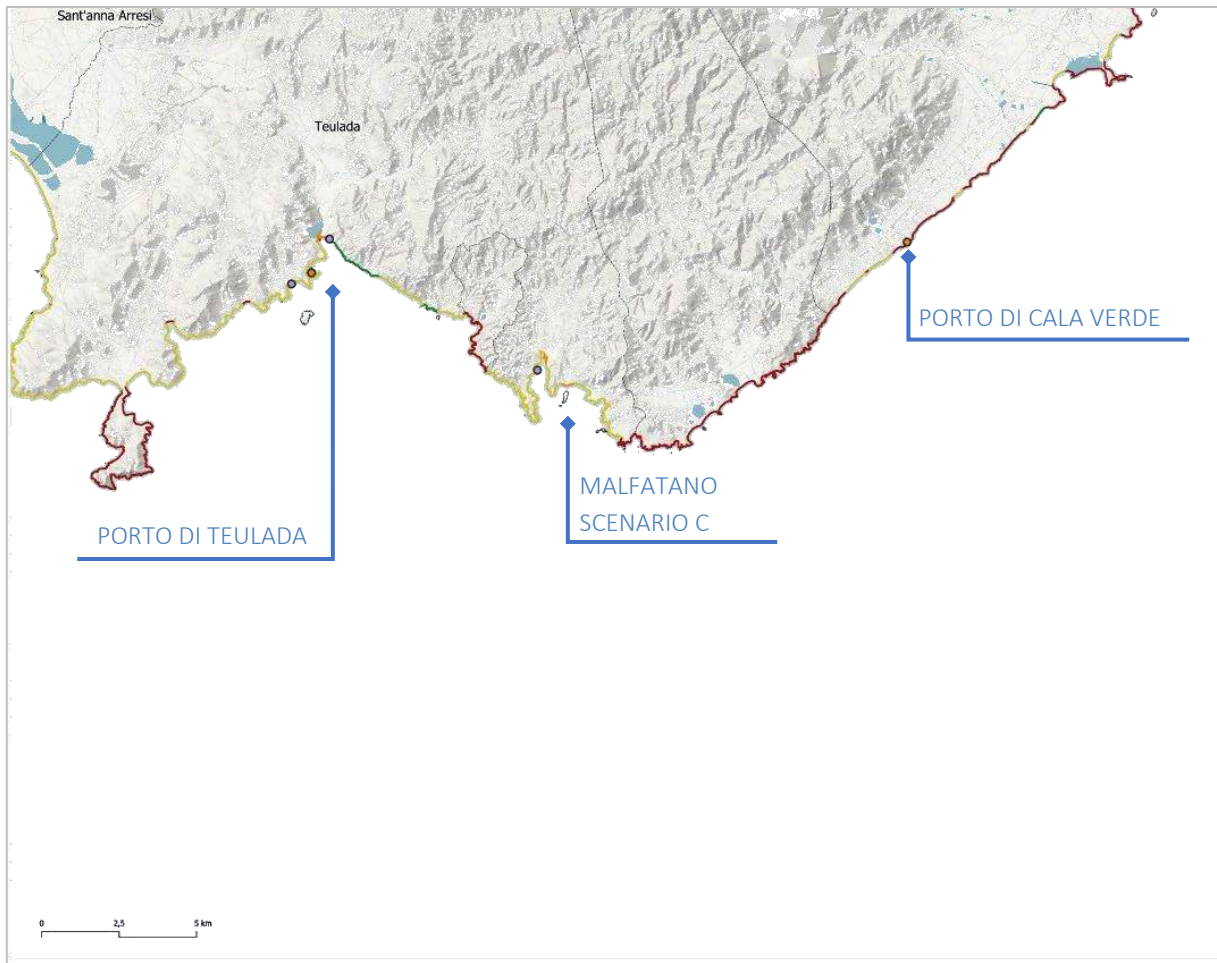 Sant'anna Arresi
Teulada
PORTO DI CALA VERDE
MALFATANO
SCENARIO C
PORTO DI TEULADA
0 2,5 5 km